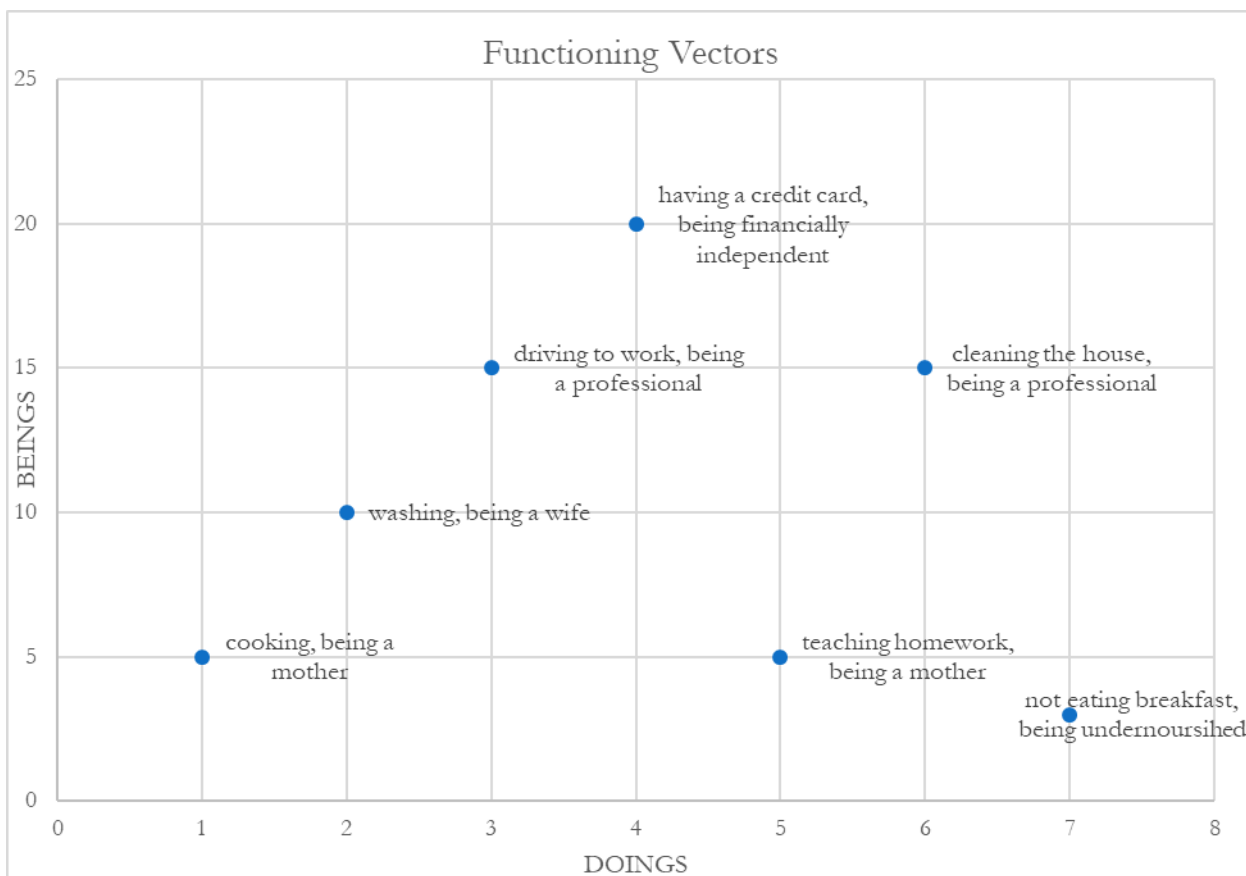 Functioning Vectors
25
20
15
10
5
0
BEINGS
having a credit card,
being financially
independent
driving to work, being
a professional
cleaning the house,
being a professional
washing, being a wife
cooking, being a
mother
teaching homework,
being a mother
not eating breakfast,
being undernoursihed
0 1 2 3 4 5 6 7 8
DOINGS